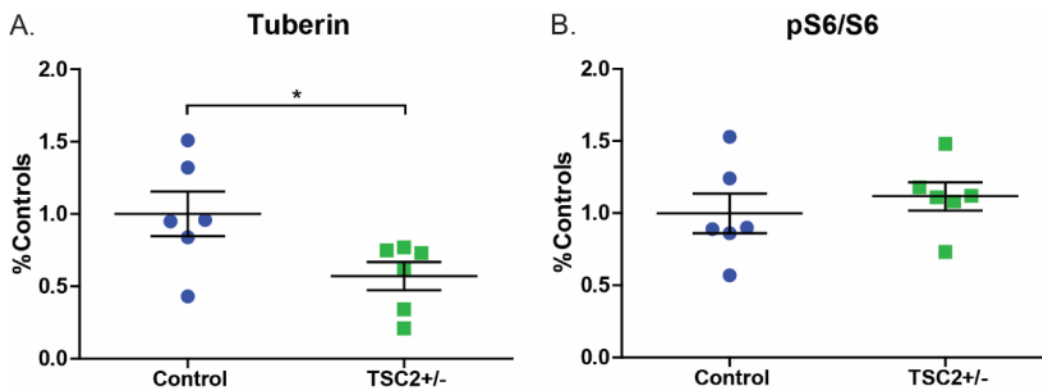 A.
Tuberin
%Controls
2.0
1.5
1.0
0.5
0.0
*
Control
TSC2+/-
B.
pS6/S6
%Controls
2.0
1.5
1.0
0.5
0.0
Control
TSC2+/-